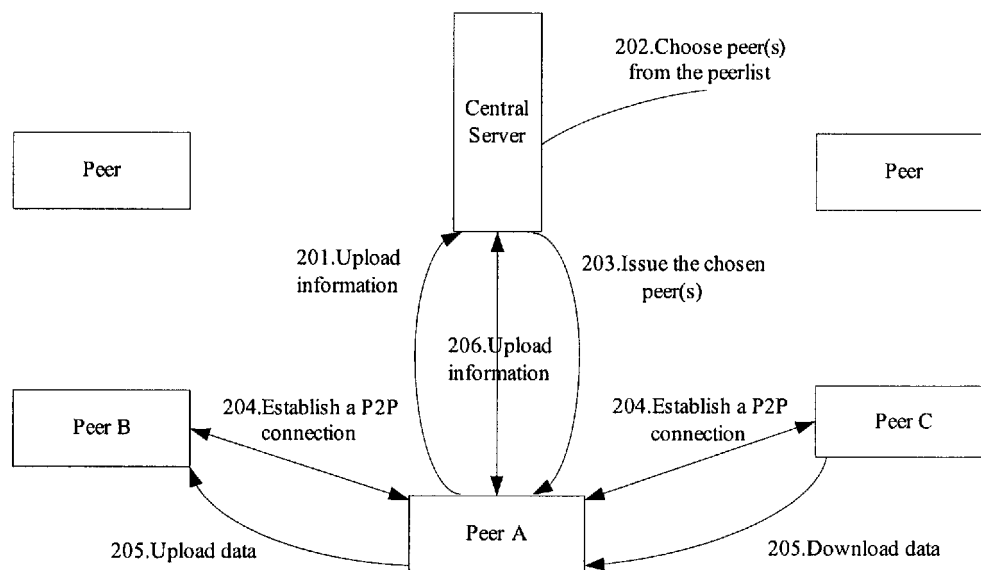 202.Choose peer(s)
from the peerlist
Central
Server
Peer
Peer
201.Upload
information
203.Issue the chosen
peer(s)
206.Upload
information
204.Establish a P2P
connection
204.Establish a P2P
connection
Peer B
Peer C
Peer A
205.Upload data
205.Download data